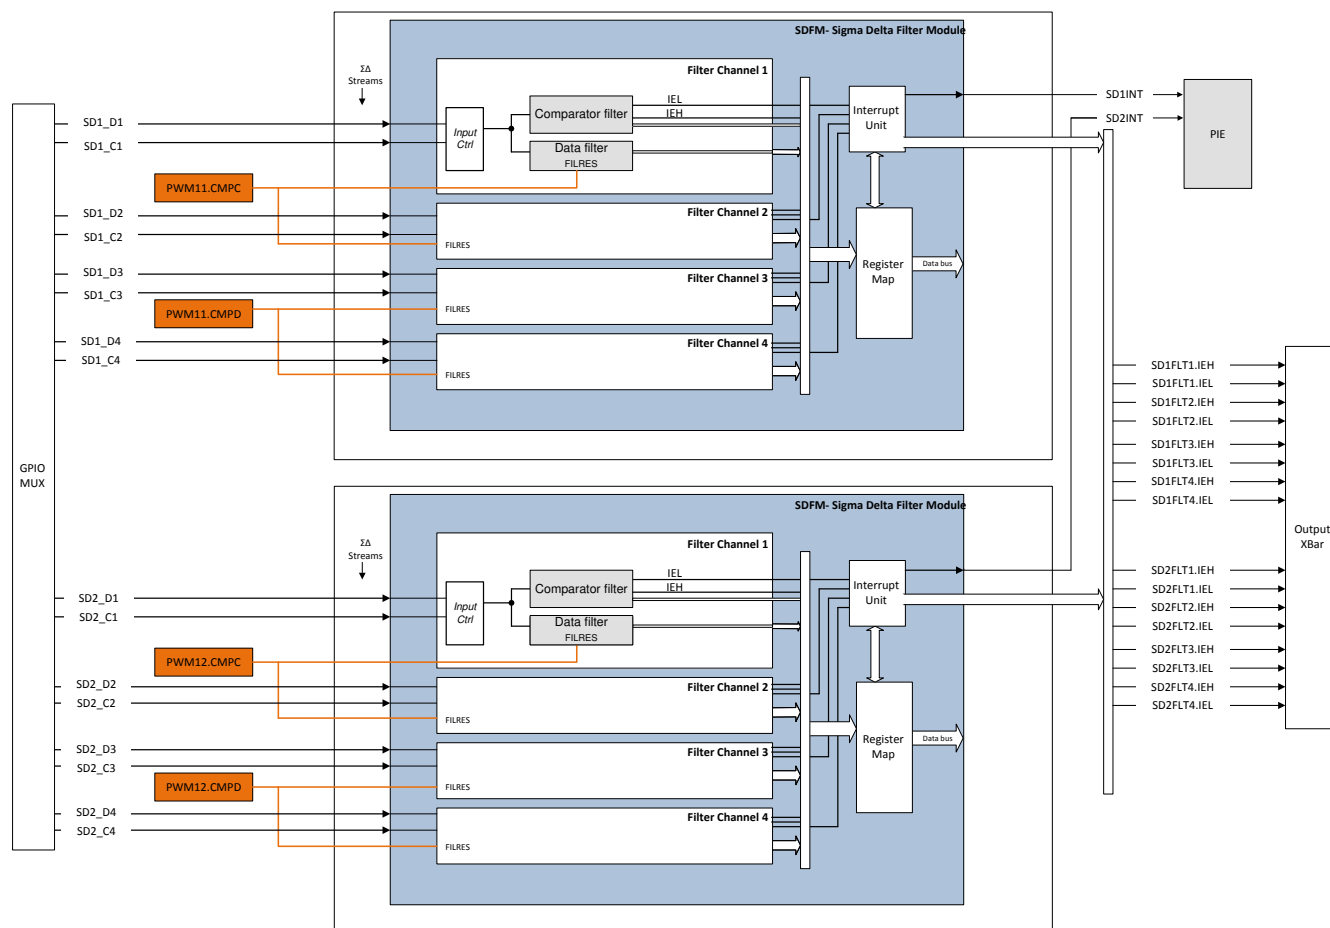 SDFM- Sigma Delta Filter Module
ΣΔ
Streams
Filter Channel 1
IEL
IEH
Comparator filter
Input
Ctrl
Data filter
FILRES
Interrupt
Unit
SD1INT
SD2INT
PIE
SD1_D1
SD1_C1
PWM11.CMPC
SD1_D2
SD1_C2
Filter Channel 2
FILRES
SD1_D3
SD1_C3
Filter Channel 3
FILRES
PWM11.CMPD
Register
Map
Data bus
SD1_D4
SD1_C4
Filter Channel 4
FILRES
GPIO
MUX
SD1FLT1.IEH
SD1FLT1.IEL
SD1FLT2.IEH
SD1FLT2.IEL
SD1FLT3.IEH
SD1FLT3.IEL
SD1FLT4.IEH
SD1FLT4.IEL
Output
XBar
SDFM- Sigma Delta Filter Module
ΣΔ
Streams
Filter Channel 1
IEL
IEH
Comparator filter
Input
Ctrl
Data filter
FILRES
Interrupt
Unit
SD2_D1
SD2_C1
PWM12.CMPC
SD2_D2
SD2_C2
Filter Channel 2
FILRES
SD2_D3
SD2_C3
Filter Channel 3
FILRES
PWM12.CMPD
Register
Map
Data bus
SD2_D4
SD2_C4
Filter Channel 4
FILRES
SD2FLT1.IEH
SD2FLT1.IEL
SD2FLT2.IEH
SD2FLT2.IEL
SD2FLT3.IEH
SD2FLT3.IEL
SD2FLT4.IEH
SD2FLT4.IEL